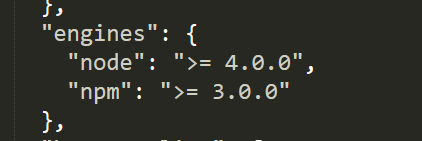 },
"engines": {
"node": ">= 4.0.0",
"npm": ">= 3.0.0"
},